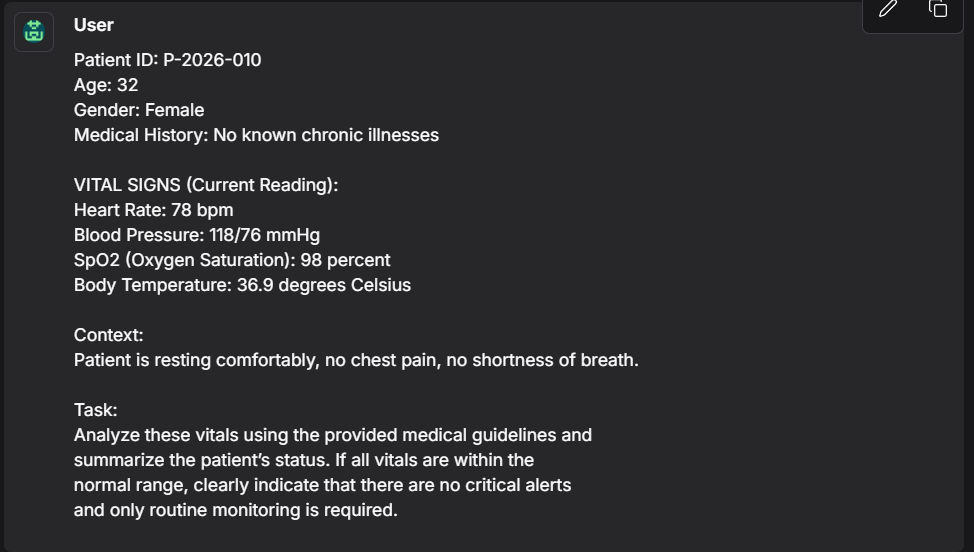 User
Patient ID: P-2026-010
Age: 32
Gender: Female
Medical History: No known chronic illnesses
VITAL SIGNS (Current Reading):
Heart Rate: 78 bpm
Blood Pressure: 118/76 mmHg
SpO2 (Oxygen Saturation): 98 percent
Body Temperature: 36.9 degrees Celsius
Context:
Patient is resting comfortably, no chest pain, no shortness of breath.
Task:
Analyze these vitals using the provided medical guidelines and
summarize the patient’s status. If all vitals are within the
normal range, clearly indicate that there are no critical alerts
and only routine monitoring is required.